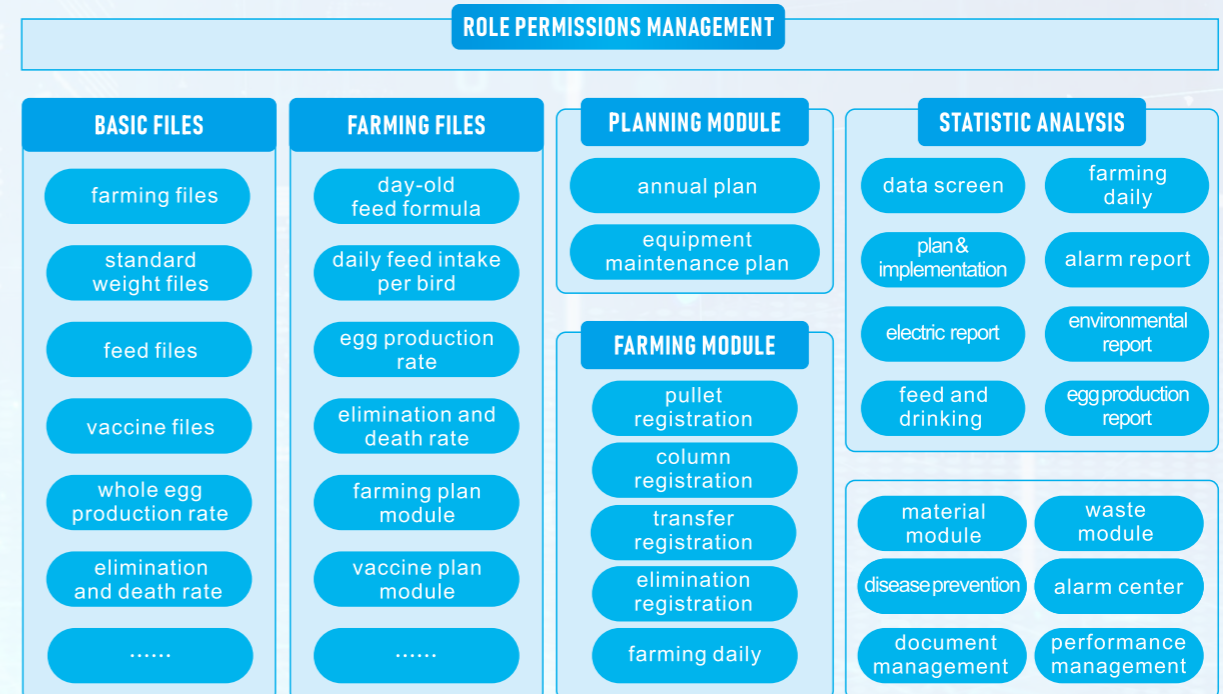 ROLE PERMISSIONS MANAGEMENT
BASIC FILES
farming files
standard
weight files
feed files
vaccine files
whole egg
production rate
elimination
and death rate
......
FARMING FILES
day-old
feed formula
daily feed intake
per bird
egg production
rate
elimination and
death rate
farming plan
module
vaccine plan
module
......
PLANNING MODULE
annual plan
equipment
maintenance plan
FARMING MODULE
pullet
registration
column
registration
transfer
registration
elimination
registration
farming daily
STATISTIC ANALYSIS
data screen
farming
daily
plan &
implementation
alarm report
electric report
environmental
report
feed and
drinking
egg production
report
material
module
waste
module
disease prevention
alarm center
document
management
performance
management